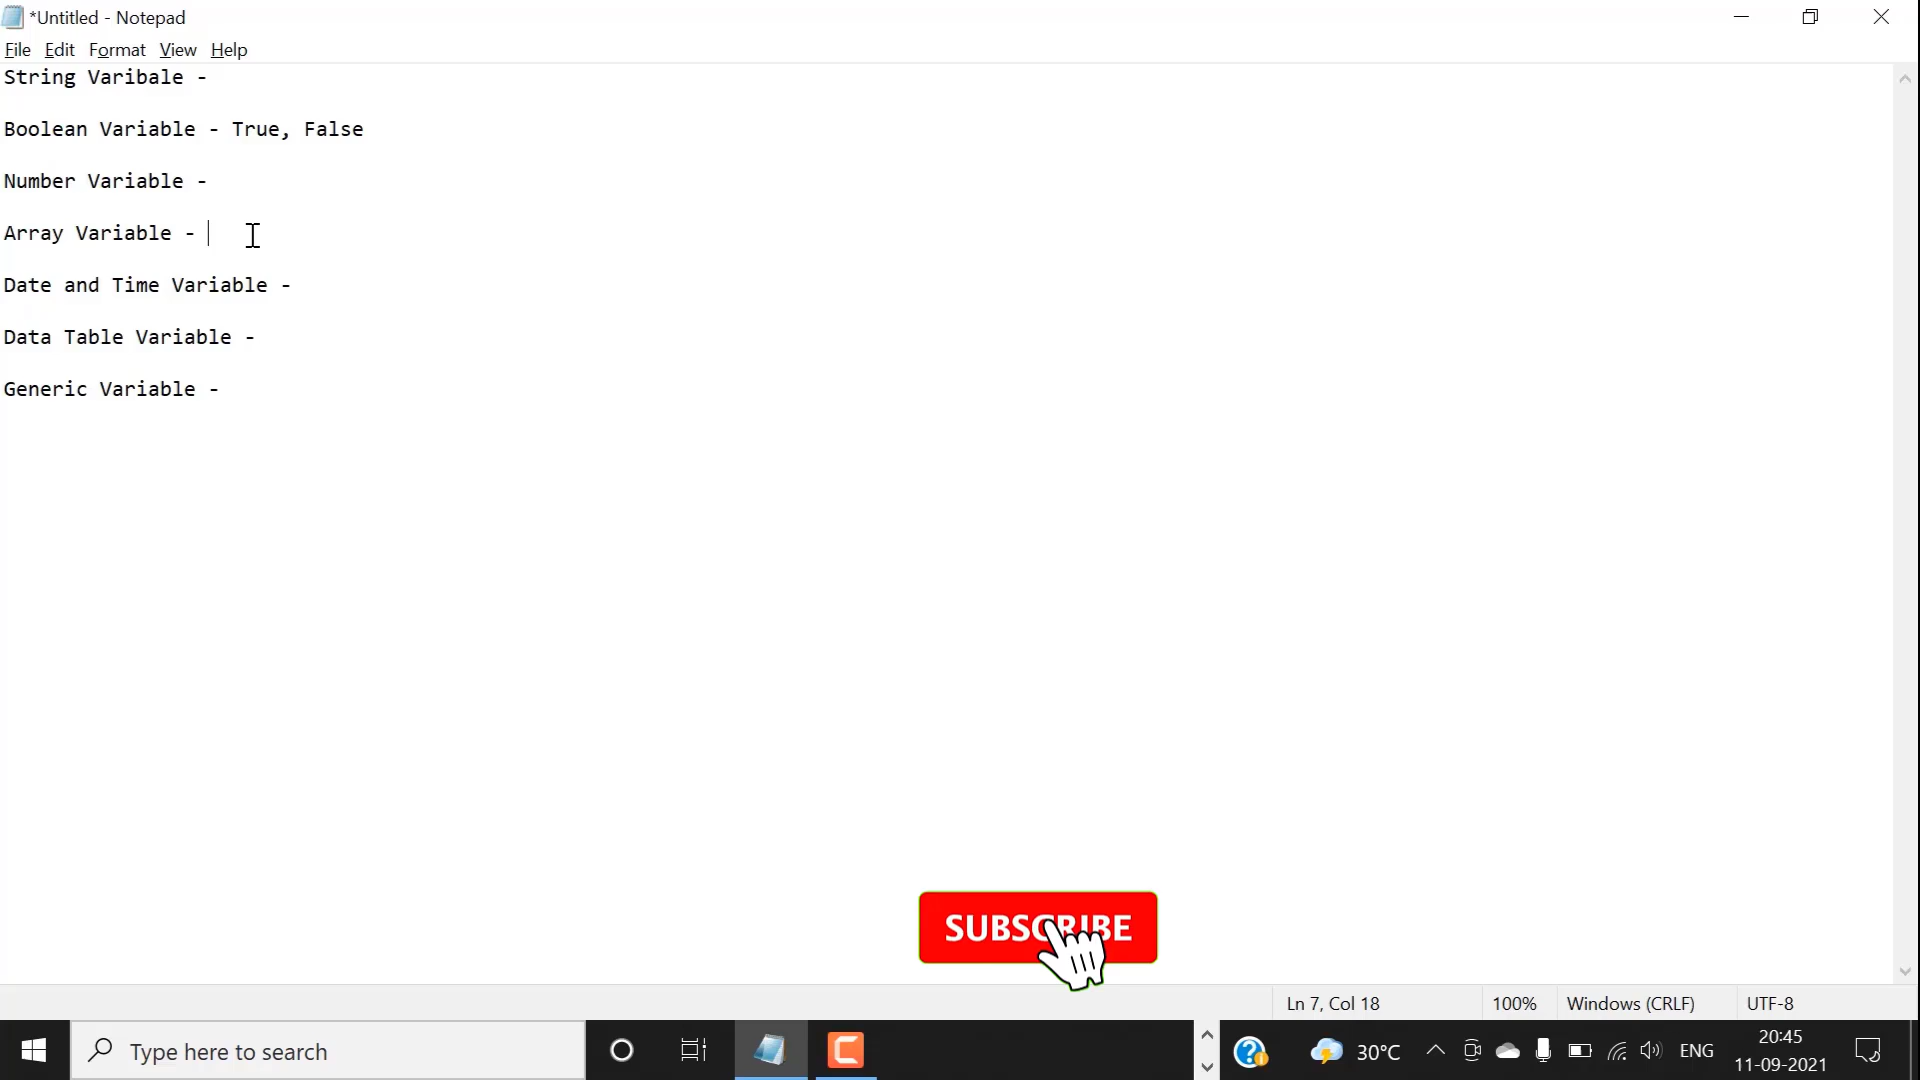 *Untitled - Notepad
File Edit Format View Help
String Varibale -
Boolean Variable - True, False
Number Variable -
Array Variable -
Date and Time Variable -
Data Table Variable -
Generic Variable -
SUBSCRIBE
Ln 7, Col 18 100% Windows (CRLF) UTF-8
Type here to search 30°C ENG 20:45
11-09-2021